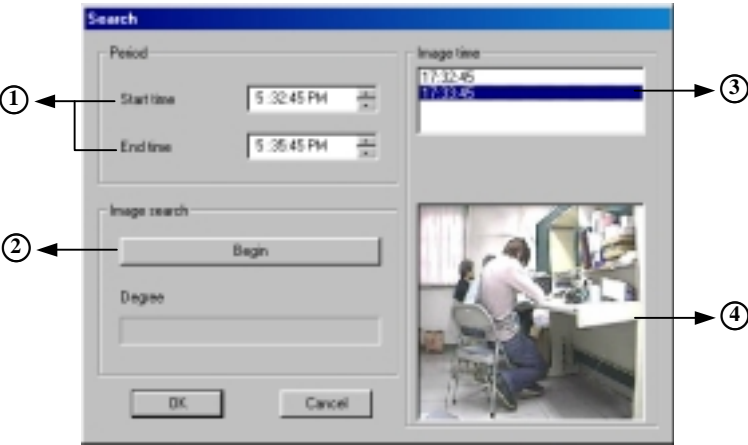 Search
Period
① Start time 5:32:45 PM
End time 5:35:45 PM
Image search
② Begin
Degree
OK Cancel
Image time
17:32:45
17:33:45 ③
④